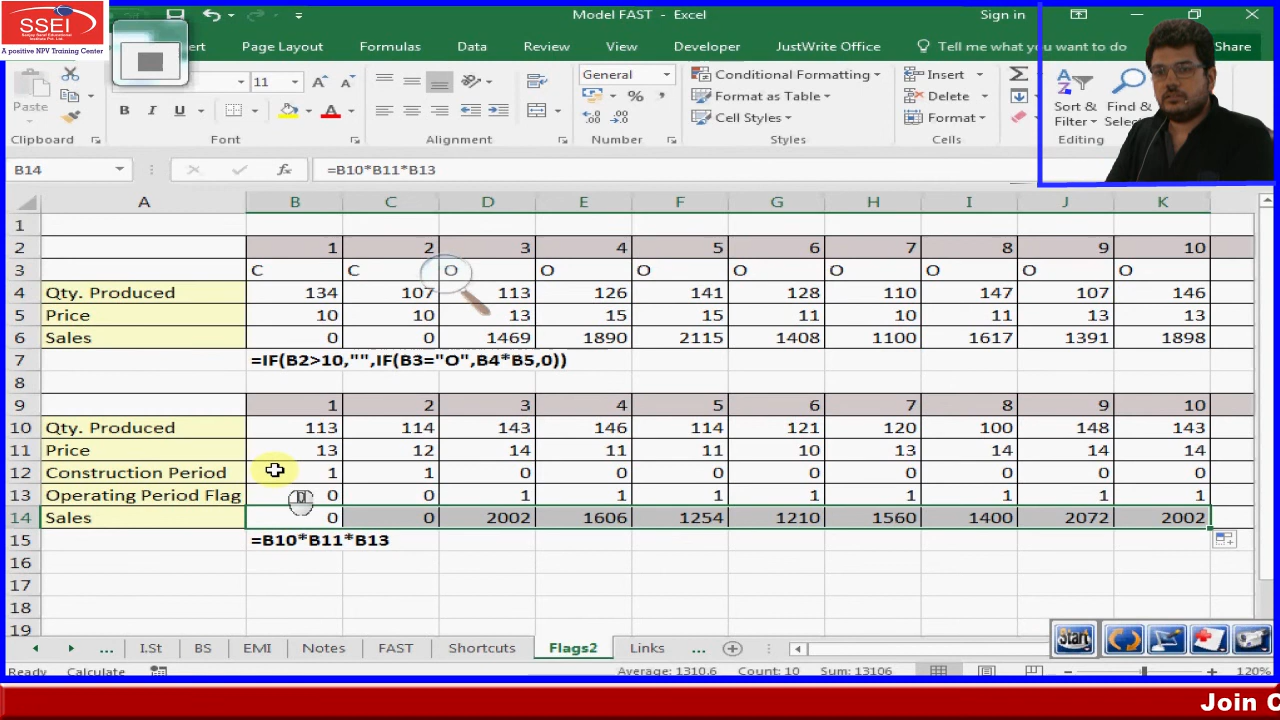 SSEI
A positive NPV Training Center
Model FAST - Excel
Sign in
Page Layout Formulas Data Review View Developer JustWrite Office Tell me what you want to do Share
Paste
11
General
Conditional Formatting
Format as Table
Cell Styles
Insert
Delete
Format
Sort & Filter
Find &
Clipboard Font Alignment Number Styles Cells Editing
B14 fx =B10*B11*B13
A B C D E F G H I J K
1
2 1 2 3 4 5 6 7 8 9 10
3 C C O O O O O O O O
4 Qty. Produced 134 107 113 126 141 128 110 147 107 146
5 Price 10 10 13 15 15 11 10 11 13 13
6 Sales 0 0 1469 1890 2115 1408 1100 1617 1391 1898
7 =IF(B2>10,"",IF(B3="O",B4*B5,0))
8
9 1 2 3 4 5 6 7 8 9 10
10 Qty. Produced 113 114 143 146 114 121 120 100 148 143
11 Price 13 12 14 11 11 10 13 14 14 14
12 Construction Period 1 1 0 0 0 0 0 0 0 0
13 Operating Period Flag 0 0 1 1 1 1 1 1 1 1
14 Sales 0 0 2002 1606 1254 1210 1560 1400 2072 2002
15 =B10*B11*B13
16
17
18
19
... I.St BS EMI Notes FAST Shortcuts Flags2 Links ...
Start
Ready Calculate Average: 1310.6 Count: 10 Sum: 13106 120%
Join